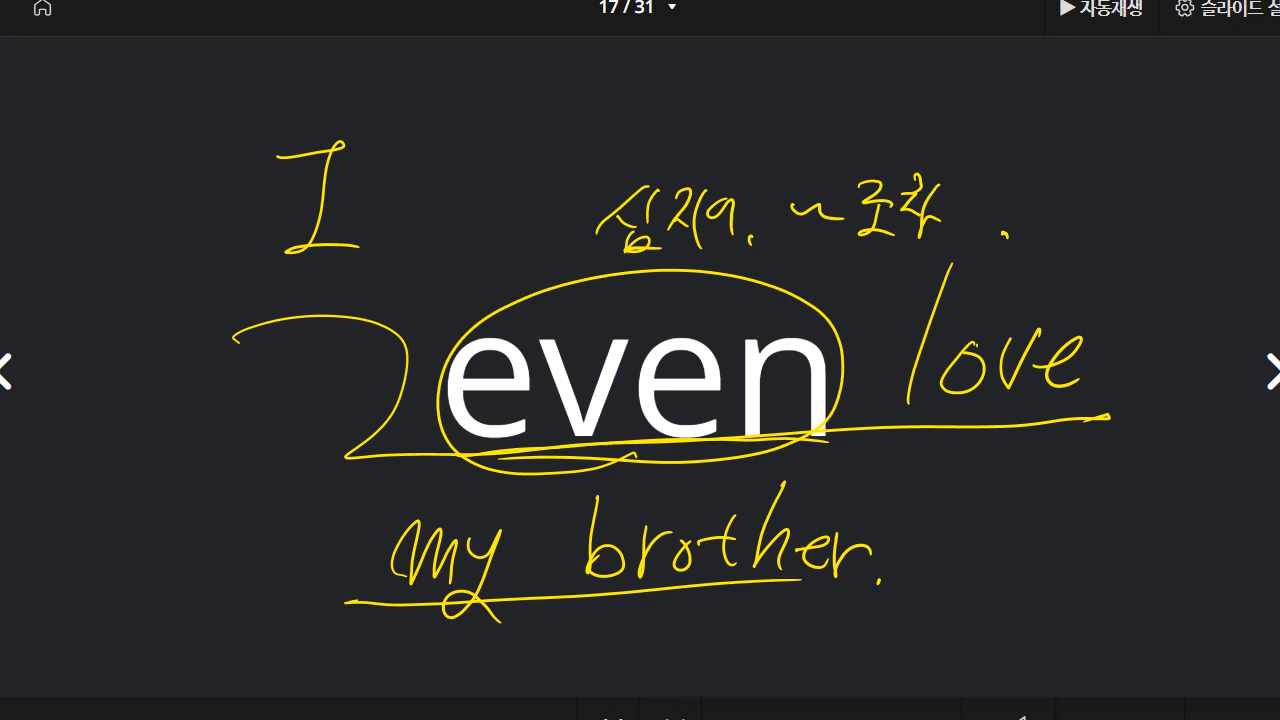 17 / 31
자동재생
슬라이드 설
I
심지어. ~조차.
even love
my brother.